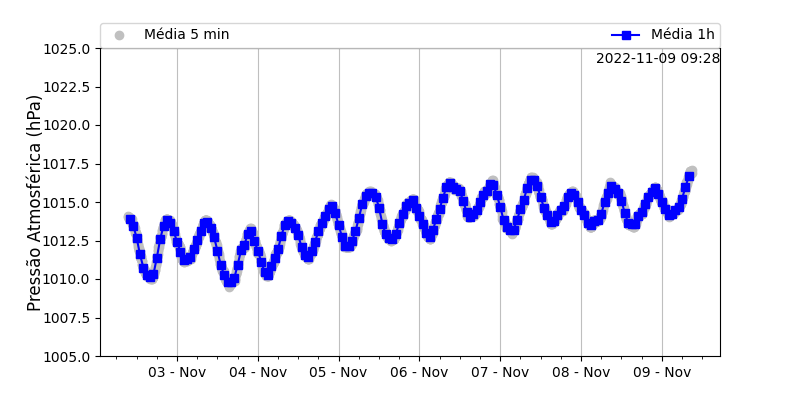 Média 5 min
Média 1h
2022-11-09 09:28
Pressão Atmosférica (hPa)
1025.0
1022.5
1020.0
1017.5
1015.0
1012.5
1010.0
1007.5
1005.0
03 - Nov
04 - Nov
05 - Nov
06 - Nov
07 - Nov
08 - Nov
09 - Nov